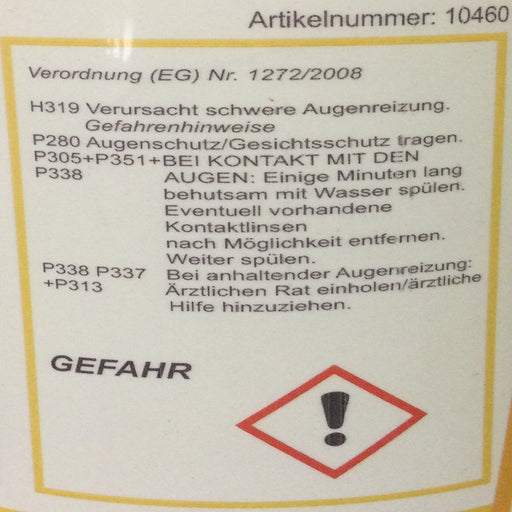 Artikelnummer: 10460
Verordnung (EG) Nr. 1272/2008
H319 Verursacht schwere Augenreizung.
Gefahrenhinweise
P280 Augenschutz/Gesichtsschutz tragen.
P305+P351+BEI KONTAKT MIT DEN
P338 AUGEN: Einige Minuten lang
behutsam mit Wasser spülen.
Eventuell vorhandene
Kontaktlinsen
nach Möglichkeit entfernen.
Weiter spülen.
P338 P337 Bei anhaltender Augenreizung:
+P313 Ärztlichen Rat einholen/ärztliche
Hilfe hinzuziehen.
GEFAHR